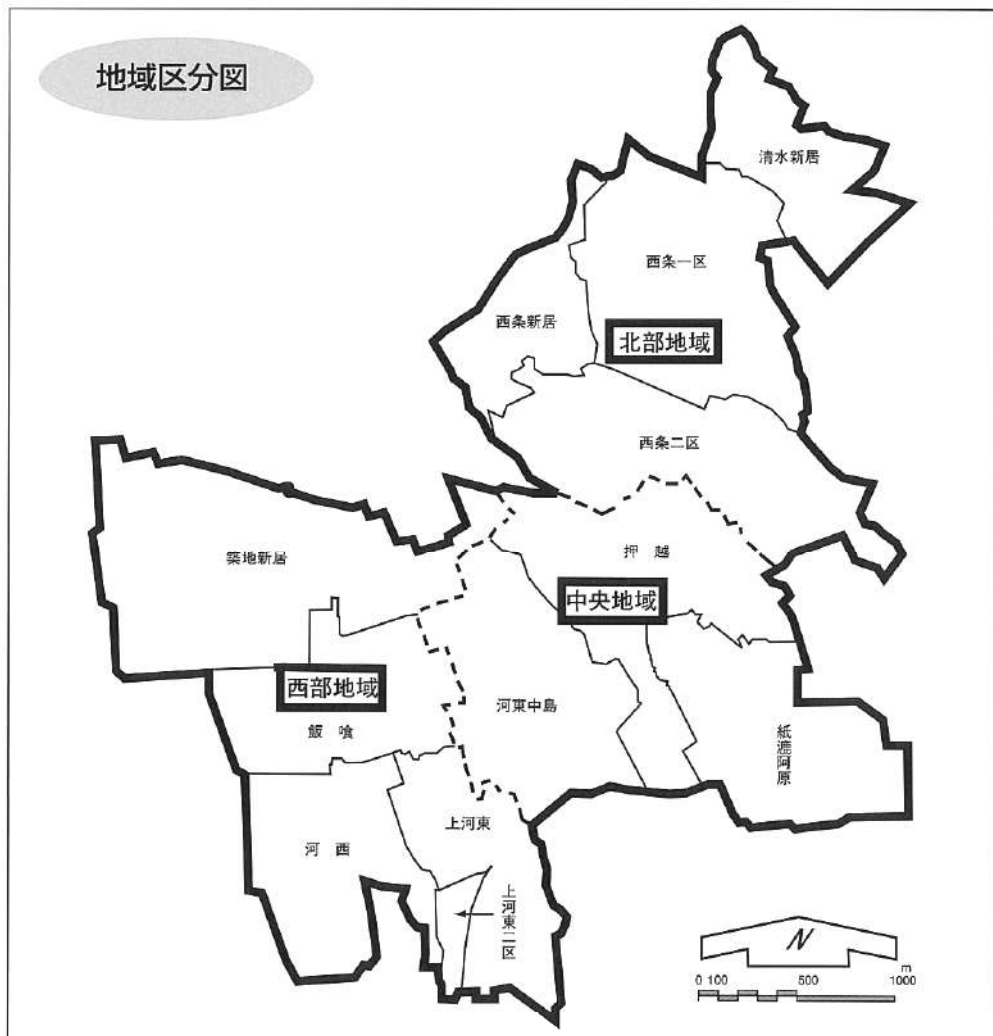 地域区分図
清水新居
西条一区
西条新居
北部地域
西条二区
築地新居
押越
中央地域
西部地域
河東中島
飯喰
紙漉阿原
上河東
河西
上河東二区
N
0 100 500 1000
m